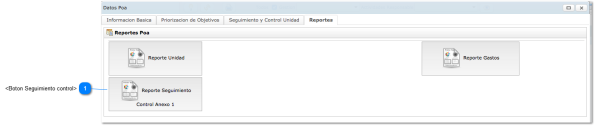 Datos Poa
Informacion Basica
Priorizacion de Objetivos
Seguimiento y Control Unidad
Reportes
Reportes Poa
Reporte Unidad
Reporte Gastos
<Boton Seguimiento control>
1
Reporte Seguimiento
Control Anexo 1